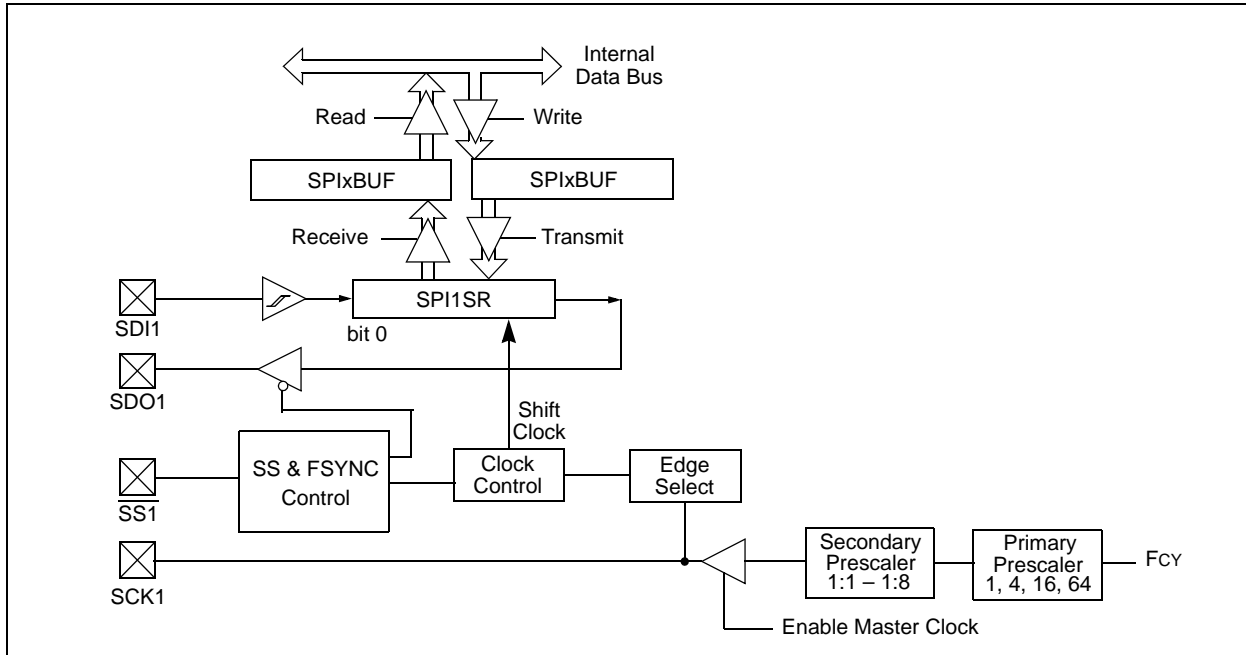 Internal
Data Bus
Read
Write
SPIxBUF
SPIxBUF
Receive
Transmit
SPI1SR
SDI1
bit 0
SDO1
Shift
Clock
SS & FSYNC
Control
Clock
Control
Edge
Select
SS1
Secondary
Prescaler
1:1 – 1:8
Primary
Prescaler
1, 4, 16, 64
FCY
SCK1
Enable Master Clock